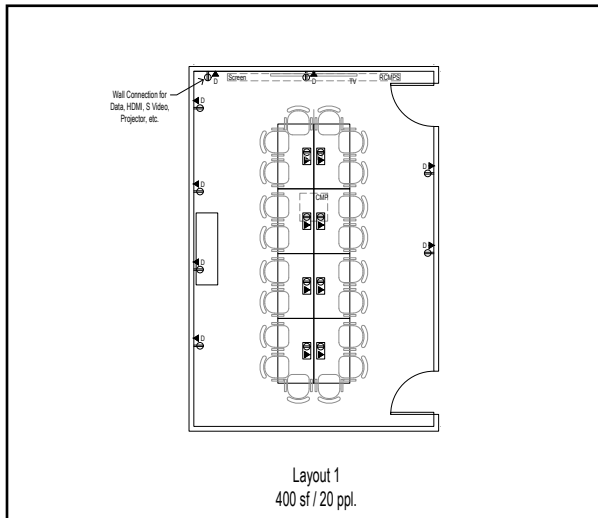 Screen
D
D
TV
RCMPS
Wall Connection for
Data, HDMI, S Video,
Projector, etc.
D
D
D
CMP
D
D
D
Layout 1
400 sf / 20 ppl.